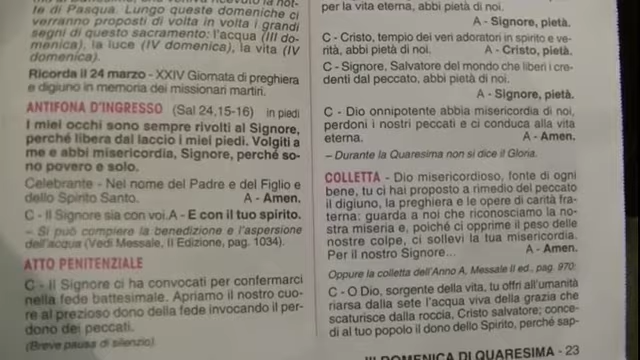 te di Pasqua. Lungo queste domeniche ci
verranno proposti di volta in volta i grandi
segni di questo sacramento: l'acqua (III do-
menica), la luce (IV domenica), la vita (IV
domenica).
Ricorda il 24 marzo - XXIV Giornata di preghiera
e digiuno in memoria dei missionari martiri.
ANTIFONA D'INGRESSO (Sal 24,15-16) in piedi
I miei occhi sono sempre rivolti al Signore,
perché libera dal laccio i miei piedi. Volgiti a
me e abbi misericordia, Signore, perché so-
no povero e solo.
Celebrante - Nel nome del Padre e del Figlio e
dello Spirito Santo. A - Amen.
C - Il Signore sia con voi.A - E con il tuo spirito.
– Si può compiere la benedizione e l'aspersione
dell'acqua (Vedi Messale, II Edizione, pag. 1034).
ATTO PENITENZIALE
C - Il Signore ci ha convocati per confermarci
nella fede battesimale. Apriamo il nostro cuo-
re al prezioso dono della fede invocando il per-
dono dei peccati.
(Breve pausa di silenzio)
per la vita eterna, abbi pietà di noi.
A - Signore, pietà.
C - Cristo, tempio dei veri adoratori in spirito e ve-
rità, abbi pietà di noi. A - Cristo, pietà.
C - Signore, Salvatore del mondo che liberi i cre-
denti dal peccato, abbi pietà di noi.
A - Signore, pietà.
C - Dio onnipotente abbia misericordia di noi,
perdoni i nostri peccati e ci conduca alla vita
eterna. A - Amen.
– Durante la Quaresima non si dice il Gloria.
COLLETTA - Dio misericordioso, fonte di ogni
bene, tu ci hai proposto a rimedio del peccato
il digiuno, la preghiera e le opere di carità fra-
terna: guarda a noi che riconosciamo la no-
stra miseria e, poiché ci opprime il peso delle
nostre colpe, ci sollevi la tua misericordia.
Per il nostro Signore... A - Amen.
Oppure la colletta dell'Anno A, Messale II ed., pag. 970:
C - O Dio, sorgente della vita, tu offri all'umanità
riarsa dalla sete l'acqua viva della grazia che
scaturisce dalla roccia, Cristo salvatore; conce-
di al tuo popolo il dono dello Spirito, perché sap-
III DOMENICA DI QUARESIMA - 23